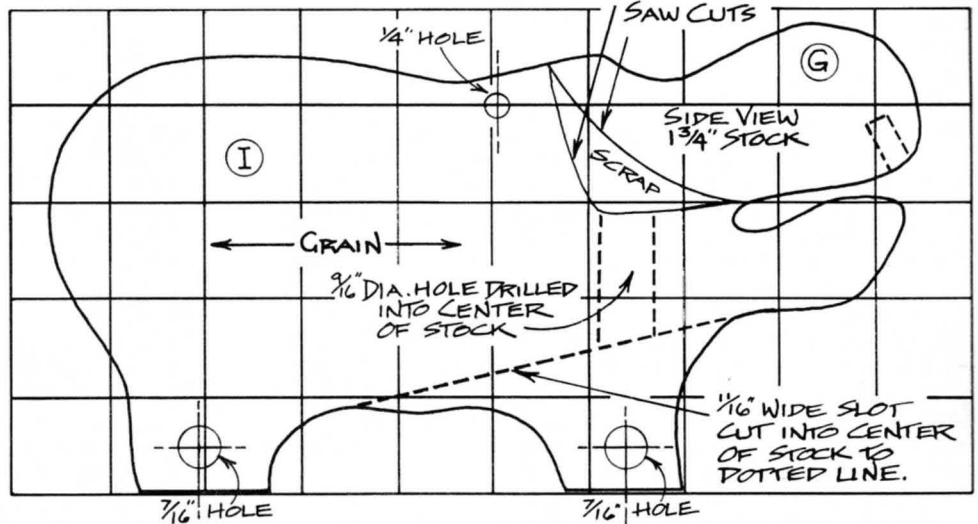 SAW CUTS
1/4" HOLE
G
SIDE VIEW
1 3/4" STOCK
I
SCRAP
GRAIN
9/16" DIA. HOLE DRILLED
INTO CENTER
OF STOCK
11/16" WIDE SLOT
CUT INTO CENTER
OF STOCK TO
DOTTED LINE.
7/16" HOLE
7/16" HOLE